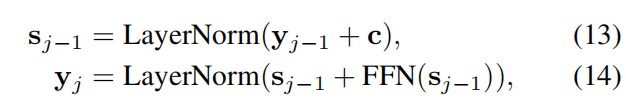 s_{j−1} = LayerNorm(y_{j−1} + c), (13)
y_j = LayerNorm(s_{j−1} + FFN(s_{j−1})), (14)